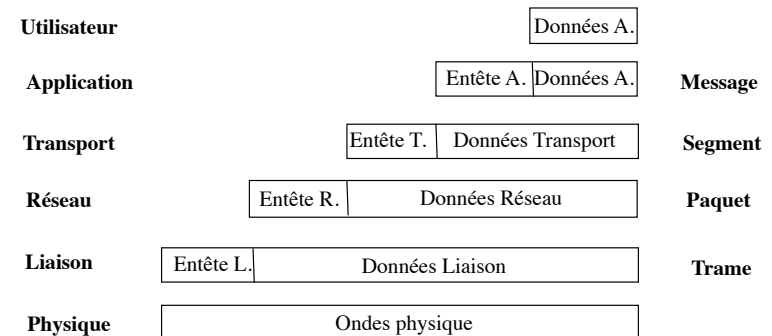 Utilisateur Données A.
Application Entête A. Données A. Message
Transport Entête T. Données Transport Segment
Réseau Entête R. Données Réseau Paquet
Liaison Entête L. Données Liaison Trame
Physique Ondes physique